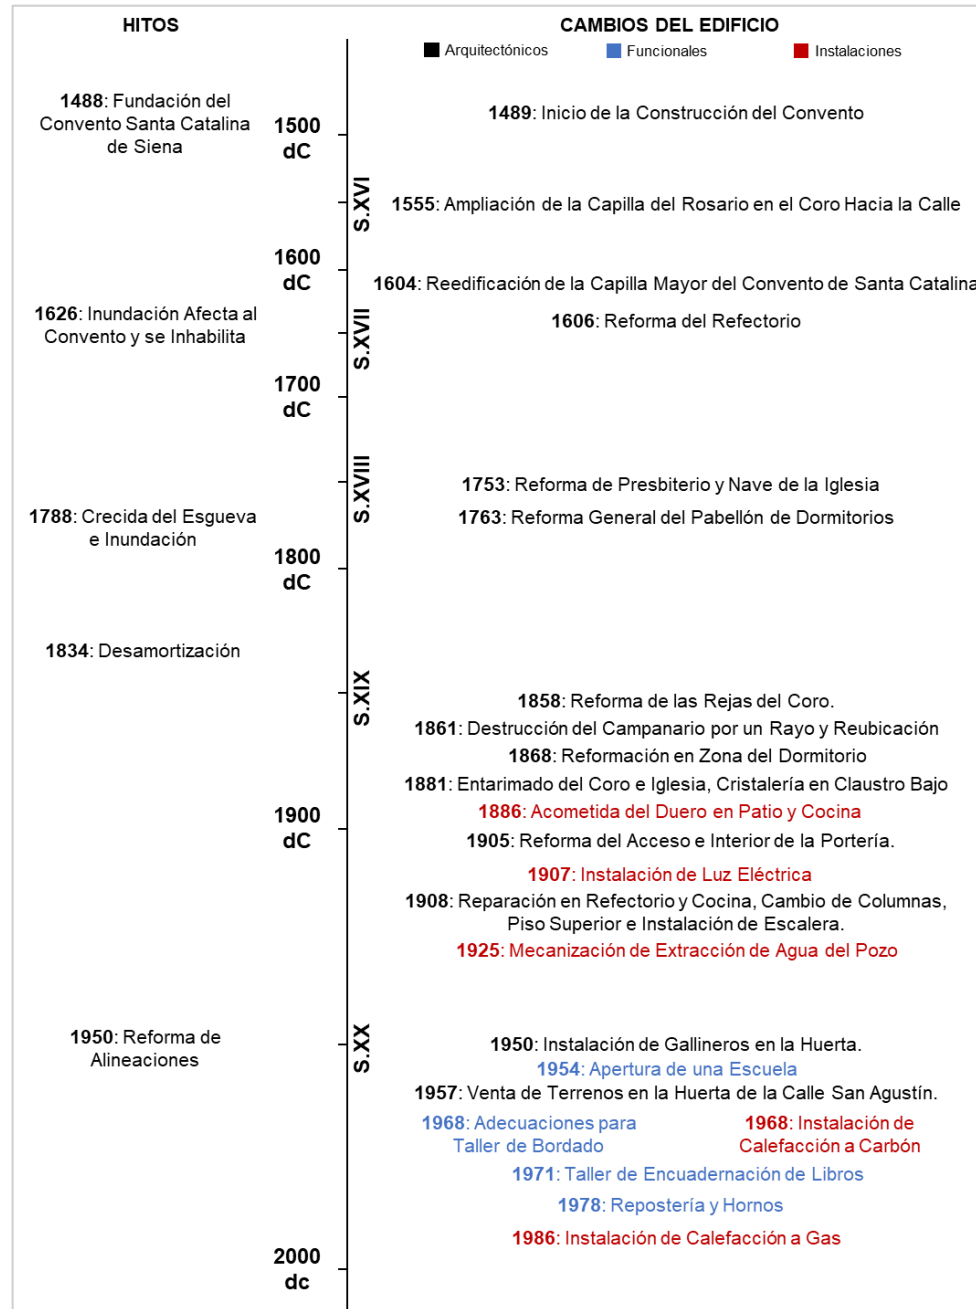 HITOS
CAMBIOS DEL EDIFICIO
Arquitectónicos
Funcionales
Instalaciones
1488: Fundación del
Convento Santa Catalina
de Siena
1489: Inicio de la Construcción del Convento
1500
dC
S.XVI
1555: Ampliación de la Capilla del Rosario en el Coro Hacia la Calle
1600
dC
1604: Reedificación de la Capilla Mayor del Convento de Santa Catalina
1626: Inundación Afecta al
Convento y se Inhabilita
S.XVII
1606: Reforma del Refectorio
1700
dC
S.XVIII
1753: Reforma de Presbiterio y Nave de la Iglesia
1788: Crecida del Esgueva
e Inundación
1763: Reforma General del Pabellón de Dormitorios
1800
dC
1834: Desamortización
S.XIX
1858: Reforma de las Rejas del Coro.
1861: Destrucción del Campanario por un Rayo y Reubicación
1868: Reformación en Zona del Dormitorio
1881: Entarimado del Coro e Iglesia, Cristalería en Claustro Bajo
1886: Acometida del Duero en Patio y Cocina
1900
dC
1905: Reforma del Acceso e Interior de la Portería.
1907: Instalación de Luz Eléctrica
1908: Reparación en Refectorio y Cocina, Cambio de Columnas,
Piso Superior e Instalación de Escalera.
1925: Mecanización de Extracción de Agua del Pozo
1950: Reforma de
Alineaciones
S.XX
1950: Instalación de Gallineros en la Huerta.
1954: Apertura de una Escuela
1957: Venta de Terrenos en la Huerta de la Calle San Agustín.
1968: Adecuaciones para
Taller de Bordado
1968: Instalación de
Calefacción a Carbón
1971: Taller de Encuadernación de Libros
1978: Repostería y Hornos
1986: Instalación de Calefacción a Gas
2000
dc